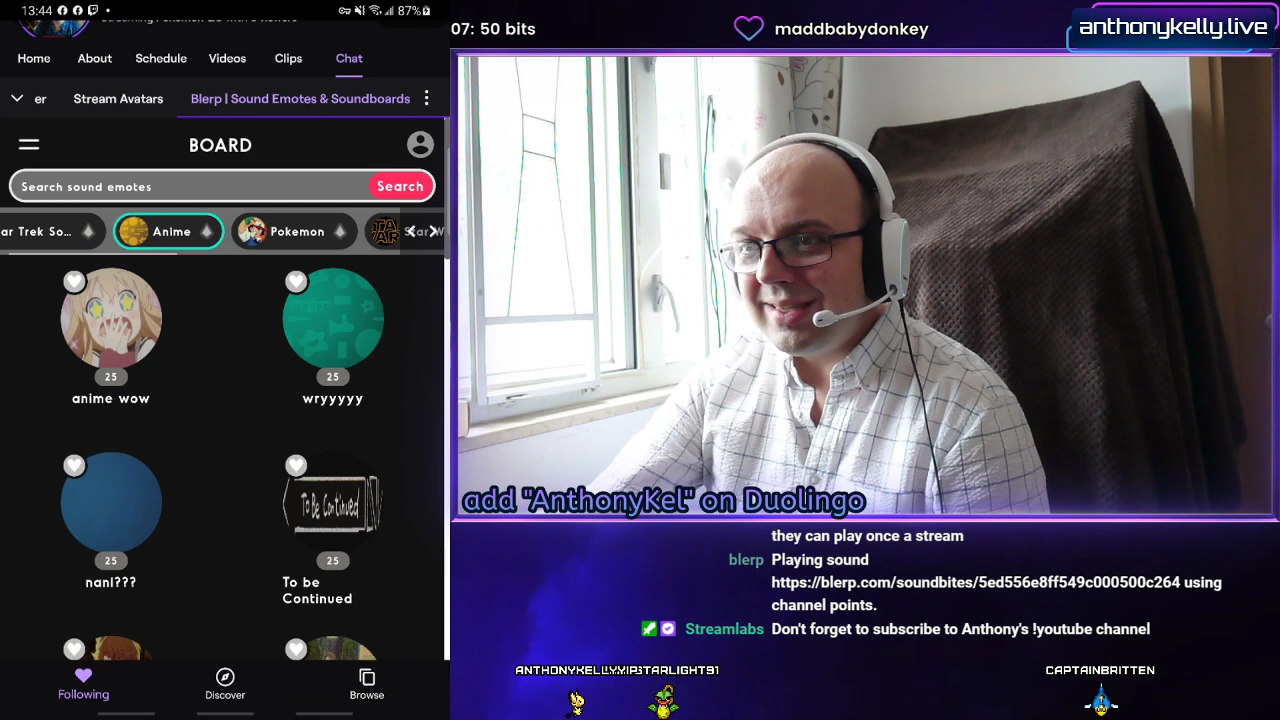 13:44
87%
Home About Schedule Videos Clips Chat
er Stream Avatars Blerp | Sound Emotes & Soundboards
BOARD
Search sound emotes Search
ar Trek So... Anime Pokemon Star W
25 25
anime wow wryyyyy
25 25
nani??? To be
Continued
To Be Continued
Following Discover Browse
07: 50 bits maddbabydonkey anthonykelly.live
add "AnthonyKel" on Duolingo
they can play once a stream
blerp Playing sound
https://blerp.com/soundbites/5ed556e8ff549c000500c264 using
channel points.
Streamlabs Don't forget to subscribe to Anthony's !youtube channel
CAPTAINBRITTEN